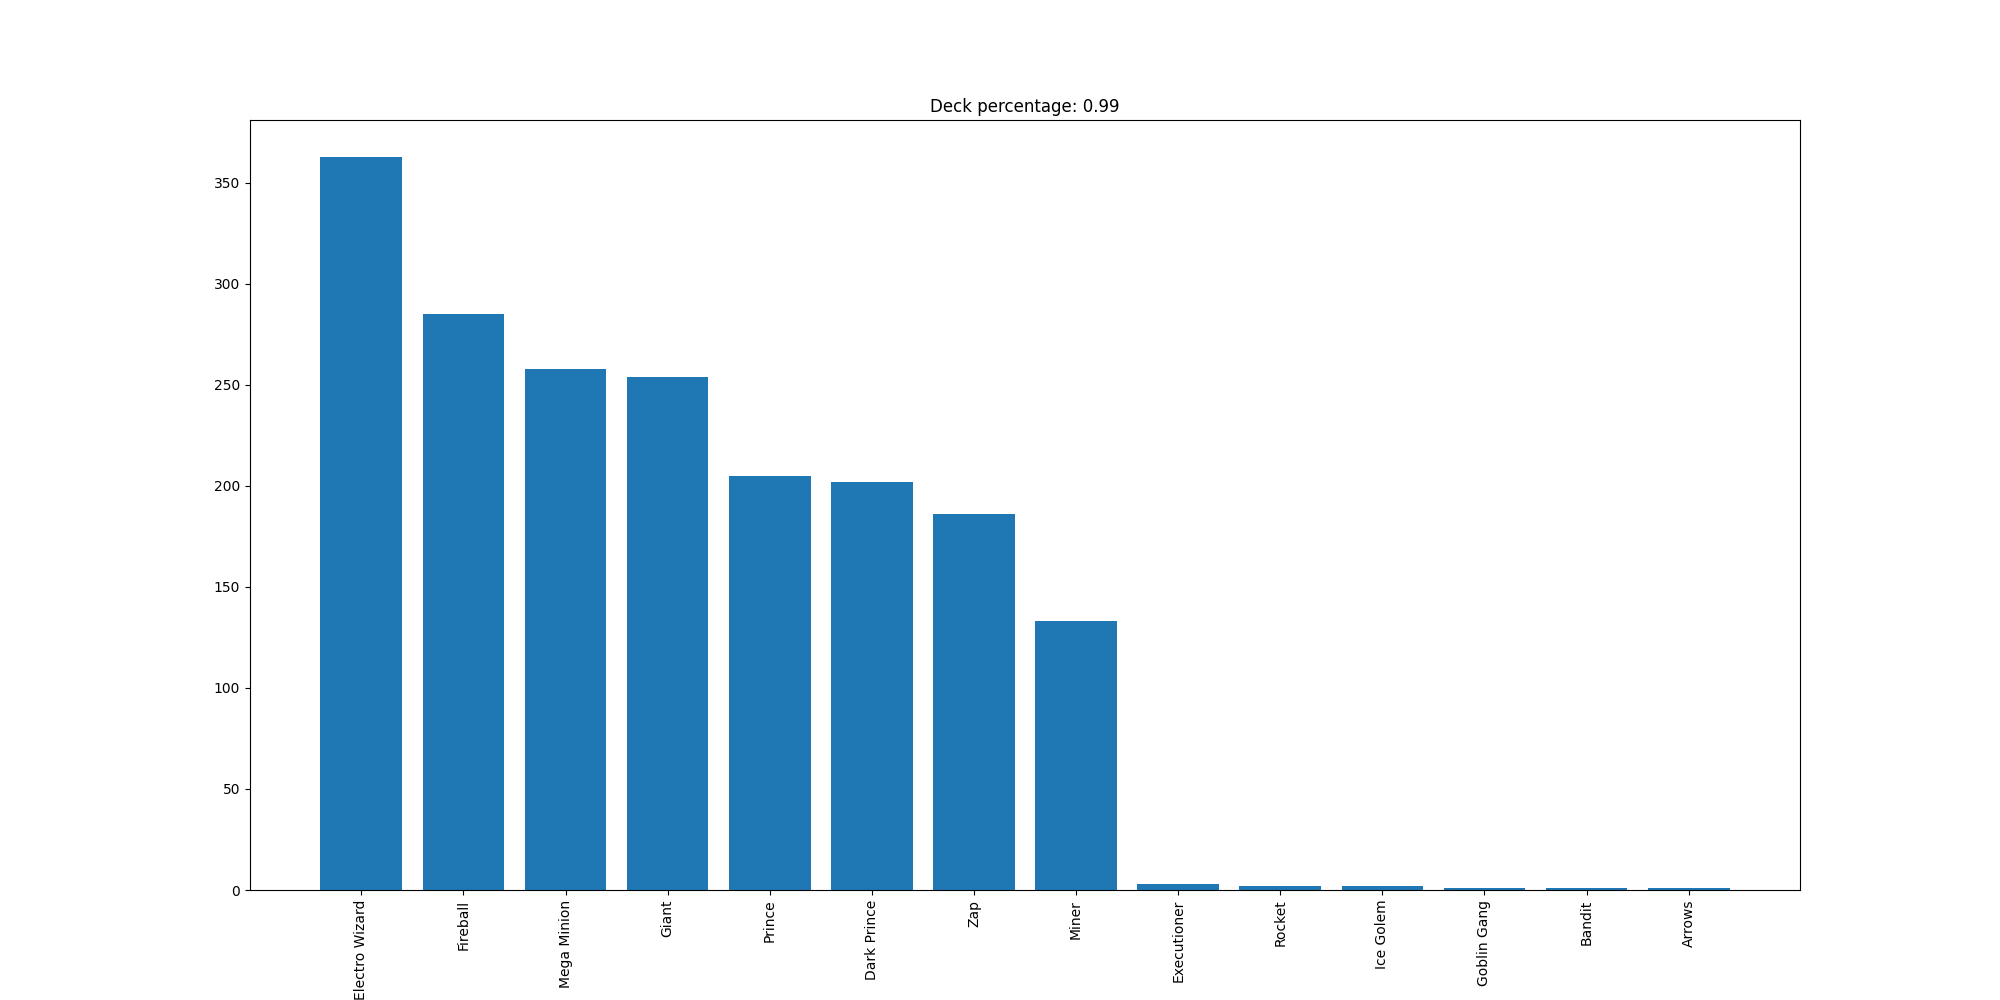 Deck percentage: 0.99
350
300
250
200
150
100
50
0
Electro Wizard
Fireball
Mega Minion
Giant
Prince
Dark Prince
Zap
Miner
Executioner
Rocket
Ice Golem
Goblin Gang
Bandit
Arrows